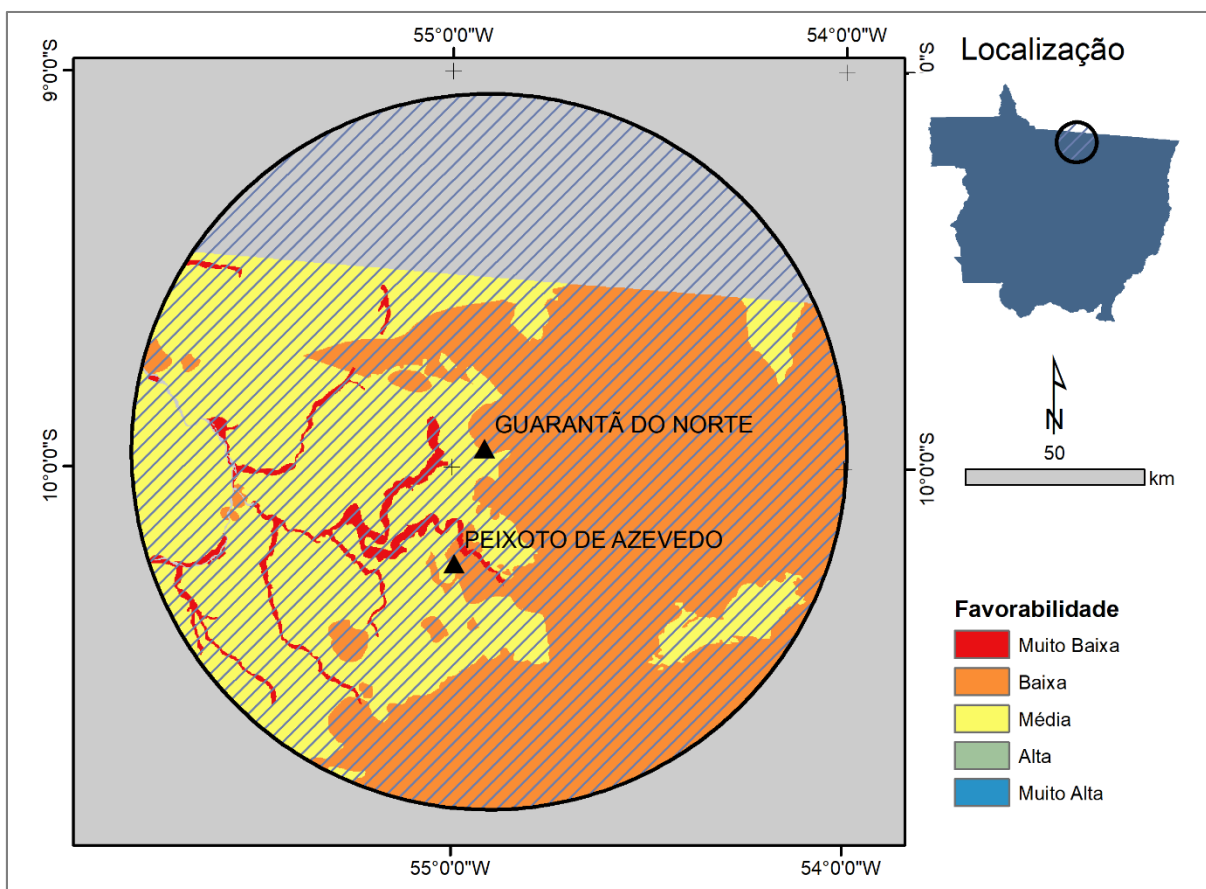 55°0'0"W
54°0'0"W
9°0'0"S
0"S
Localização
GUARANTÃ DO NORTE
10°0'0"S
10°0'0"S
N
50
km
PEIXOTO DE AZEVEDO
Favorabilidade
Muito Baixa
Baixa
Média
Alta
Muito Alta
55°0'0"W
54°0'0"W